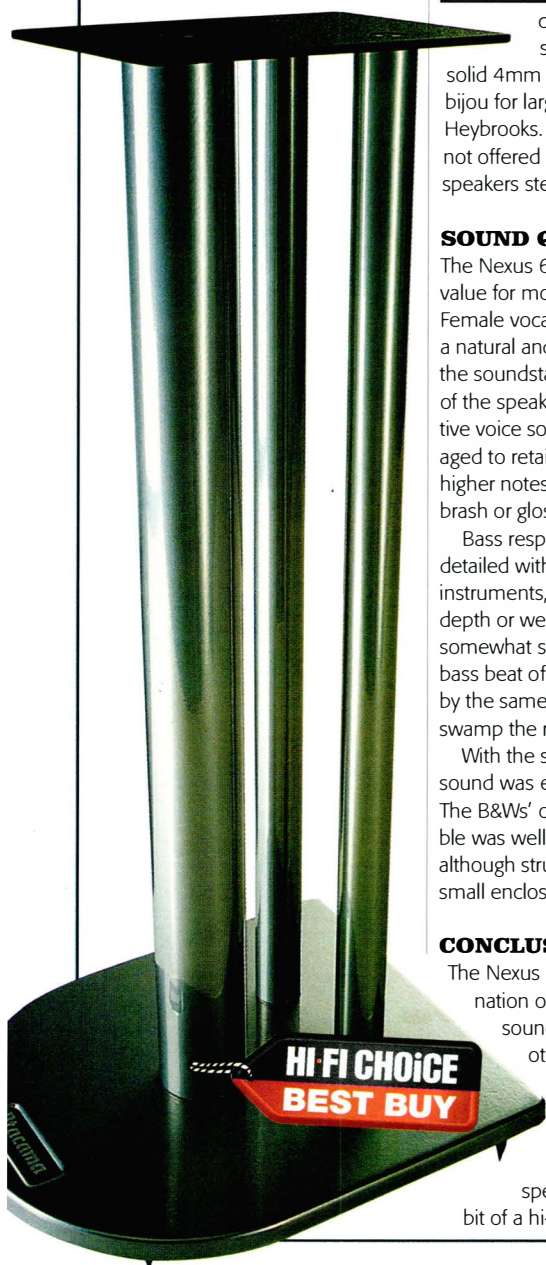 solid 4mm
bijou for larg
Heybrooks.
not offered
speakers ste
SOUND
The Nexus 6
value for mo
Female voca
a natural and
the soundsta
of the speak
tive voice so
aged to retai
higher notes
brash or glos
Bass resp
detailed with
instruments,
depth or we
somewhat s
bass beat of
by the same
swamp the r
With the s
sound was e
The B&Ws' o
ble was well
although stru
small enclos
CONCLUS
The Nexus
nation o
sound
ot
spe
bit of a hi-
HI-FI CHOiCE
BEST BUY
atacama